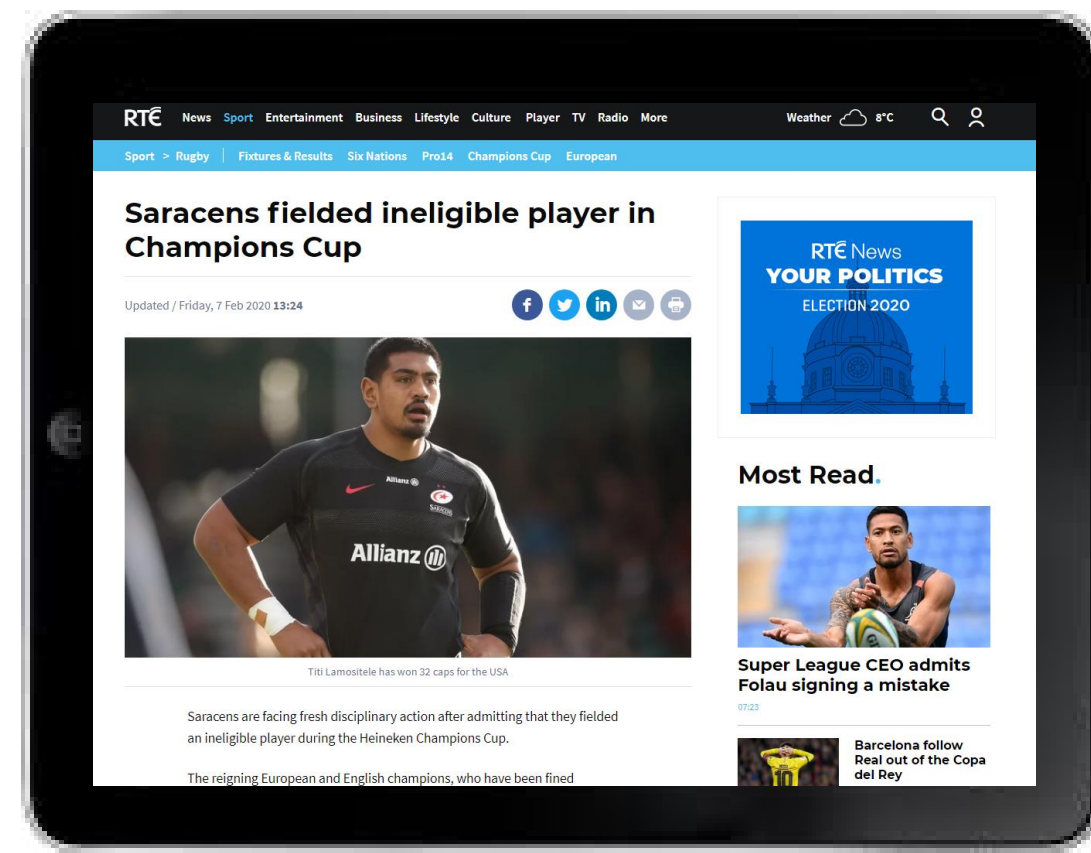 RTÉ News Sport Entertainment Business Lifestyle Culture Player TV Radio More Weather 8°C
Sport > Rugby Fixtures & Results Six Nations Pro14 Champions Cup European
Saracens fielded ineligible player in
Champions Cup
Updated / Friday, 7 Feb 2020 13:24
Allianz
SARACENS
Allianz
Titi Lamositele has won 32 caps for the USA
Saracens are facing fresh disciplinary action after admitting that they fielded
an ineligible player during the Heineken Champions Cup.
The reigning European and English champions, who have been fined
RTÉ News
YOUR POLITICS
ELECTION 2020
Most Read.
Super League CEO admits
Folau signing a mistake
07:23
10
Barcelona follow
Real out of the Copa
del Rey